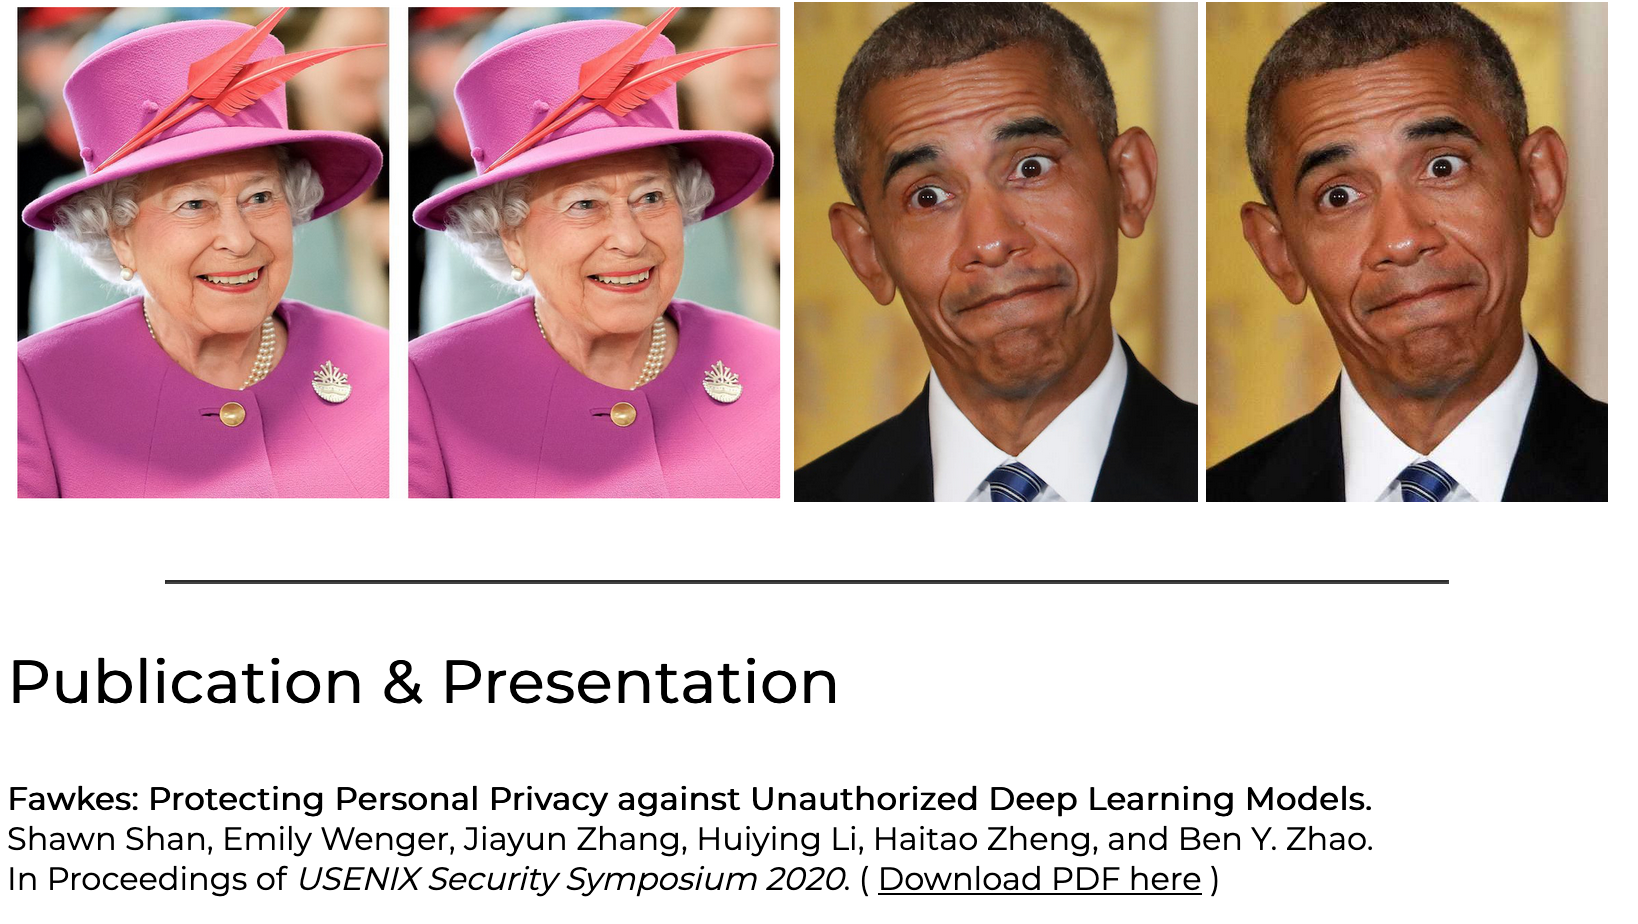 Publication & Presentation
Fawkes: Protecting Personal Privacy against Unauthorized Deep Learning Models.
Shawn Shan, Emily Wenger, Jiayun Zhang, Huiying Li, Haitao Zheng, and Ben Y. Zhao.
In Proceedings of USENIX Security Symposium 2020. ( Download PDF here )